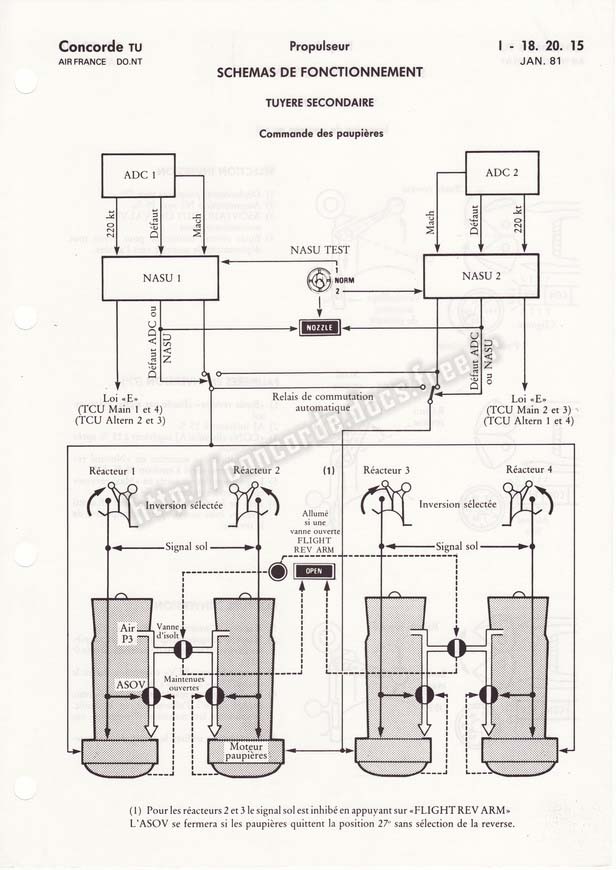 Concorde TU
AIR FRANCE DO.NT
Propulseur
I - 18. 20. 15
JAN. 81
SCHEMAS DE FONCTIONNEMENT
TUYERE SECONDAIRE
Commande des paupières
ADC 1
ADC 2
220 kt
Défaut
Mach
Mach
Défaut
220 kt
NASU TEST
NASU 1
1
NORM
2
NASU 2
NOZZLE
Défaut ADC ou
NASU
Défaut ADC
ou NASU
Loi «E»
(TCU Main 1 et 4)
(TCU Altern 2 et 3)
Relais de commutation
automatique
Loi «E»
(TCU Main 2 et 3)
(TCU Altern 1 et 4)
http://concorde.docs.free.
Réacteur 1
Réacteur 2
(1)
Réacteur 3
Réacteur 4
Inversion sélectée
Inversion sélectée
Allumé
si une
vanne ouverte
FLIGHT
REV ARM
Signal sol
Signal sol
OPEN
Air
P3
Vanne
d'isolt
ASOV
Maintenues
ouvertes
Moteur
paupières
(1) Pour les réacteurs 2 et 3 le signal sol est inhibé en appuyant sur «FLIGHT REV ARM»
L'ASOV se fermera si les paupières quittent la position 27° sans sélection de la reverse.